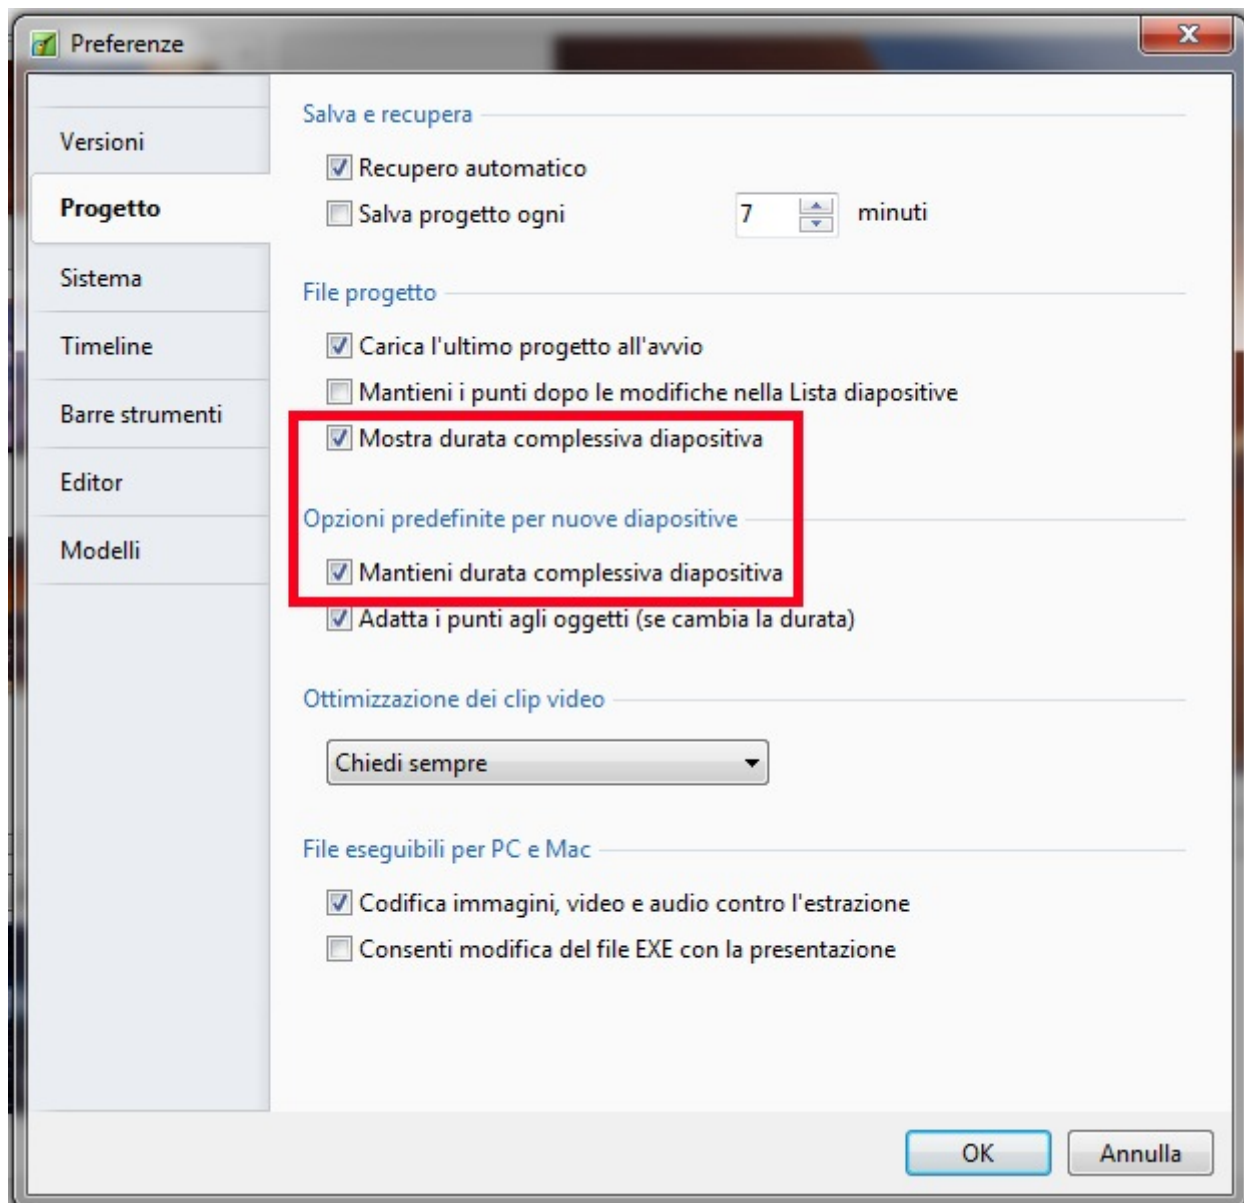 Preferenze
Versioni
Progetto
Sistema
Timeline
Barre strumenti
Editor
Modelli
Salva e recupera
Recupero automatico
Salva progetto ogni 7 minuti
File progetto
Carica l'ultimo progetto all'avvio
Mantieni i punti dopo le modifiche nella Lista diapositive
Mostra durata complessiva diapositiva
Opzioni predefinite per nuove diapositive
Mantieni durata complessiva diapositiva
Adatta i punti agli oggetti (se cambia la durata)
Ottimizzazione dei clip video
Chiedi sempre
File eseguibili per PC e Mac
Codifica immagini, video e audio contro l'estrazione
Consenti modifica del file EXE con la presentazione
OK Annulla